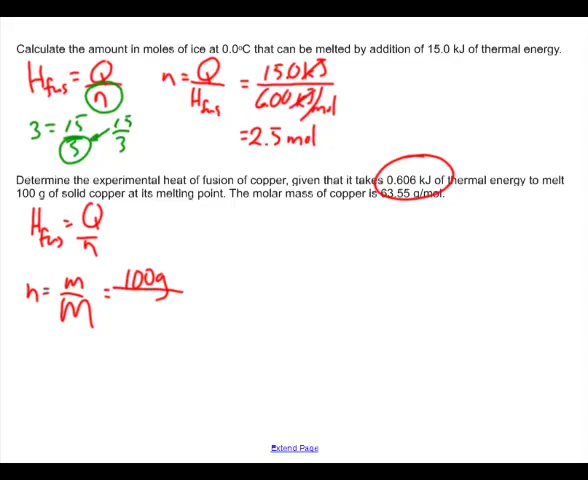 Calculate the amount in moles of ice at 0.0°C that can be melted by addition of 15.0 kJ of thermal energy.
H_fus = Q/n    n = Q/H_fus = 15.0 kJ / 6.00 kJ/mol
3 = 15/5    15/3    = 2.5 mol
Determine the experimental heat of fusion of copper, given that it takes 0.606 kJ of thermal energy to melt
100 g of solid copper at its melting point. The molar mass of copper is 63.55 g/mol.
H_fus = Q/n
n = m/M = 100g
Extend Page